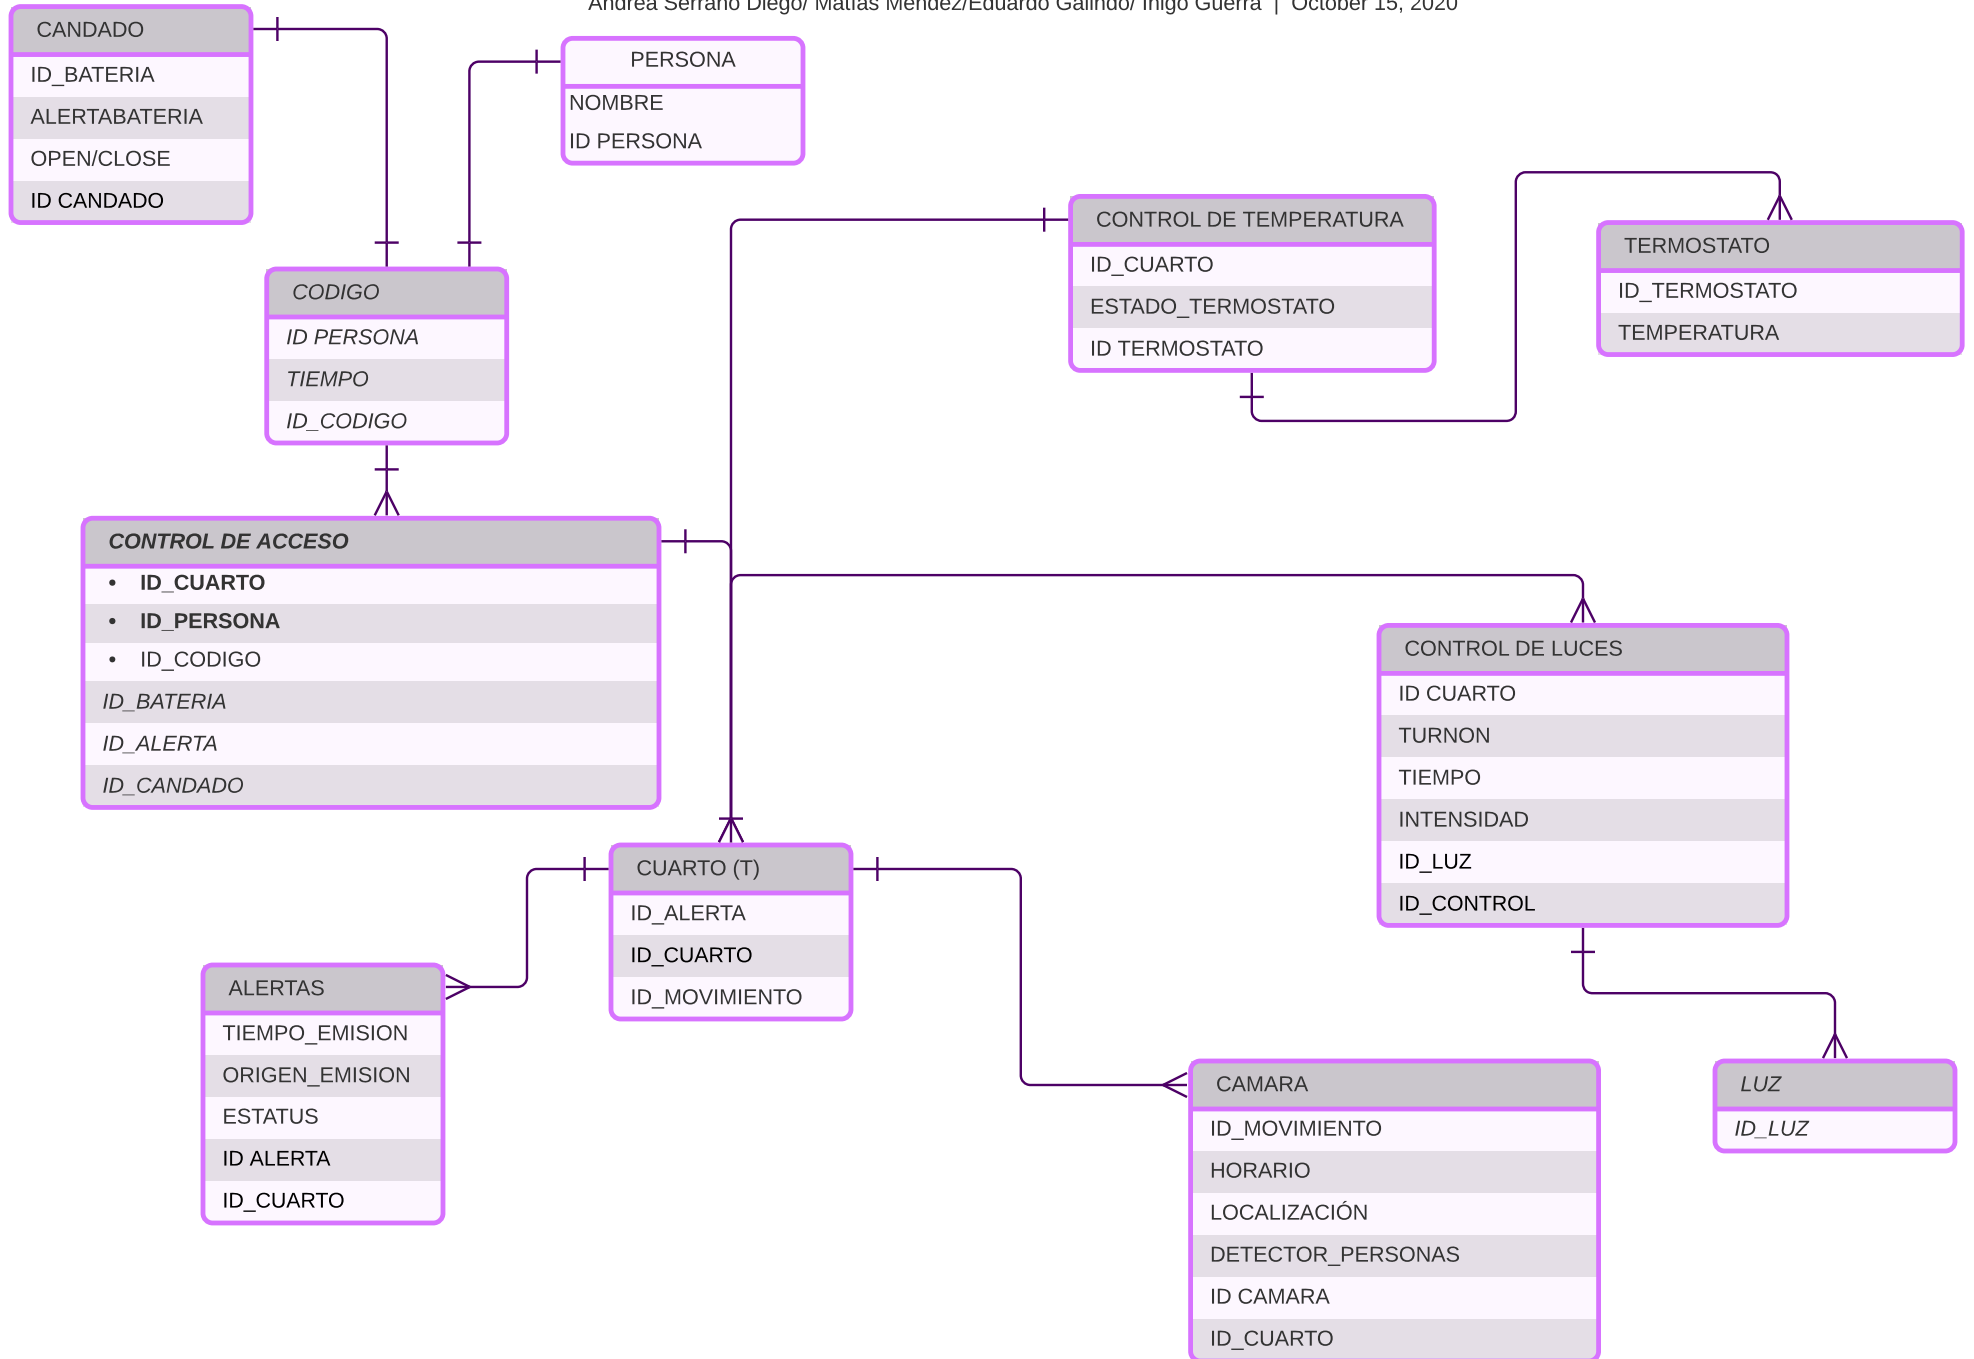 Andrea Serrano Diego/ Matías Méndez/Eduardo Galindo/ Iñigo Guerra | October 15, 2020
CANDADO
ID_BATERIA
ALERTABATERIA
OPEN/CLOSE
ID CANDADO
PERSONA
NOMBRE
ID PERSONA
CODIGO
ID PERSONA
TIEMPO
ID_CODIGO
CONTROL DE TEMPERATURA
ID_CUARTO
ESTADO_TERMOSTATO
ID TERMOSTATO
TERMOSTATO
ID_TERMOSTATO
TEMPERATURA
CONTROL DE ACCESO
• ID_CUARTO
• ID_PERSONA
• ID_CODIGO
ID_BATERIA
ID_ALERTA
ID_CANDADO
CONTROL DE LUCES
ID CUARTO
TURNON
TIEMPO
INTENSIDAD
ID_LUZ
ID_CONTROL
CUARTO (T)
ID_ALERTA
ID_CUARTO
ID_MOVIMIENTO
ALERTAS
TIEMPO_EMISION
ORIGEN_EMISION
ESTATUS
ID ALERTA
ID_CUARTO
CAMARA
ID_MOVIMIENTO
HORARIO
LOCALIZACIÓN
DETECTOR_PERSONAS
ID CAMARA
ID_CUARTO
LUZ
ID_LUZ